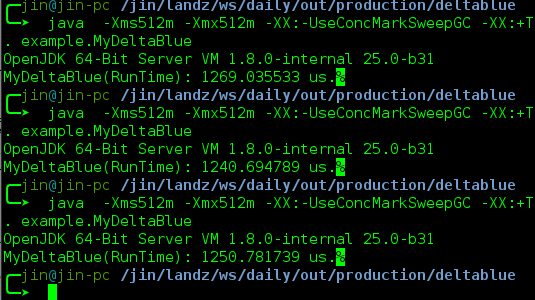 jin@jin-pc /jin/landz/ws/daily/out/production/deltablue
java  -Xms512m -Xmx512m -XX:-UseConcMarkSweepGC -XX:+T
. example.MyDeltaBlue
OpenJDK 64-Bit Server VM 1.8.0-internal 25.0-b31
MyDeltaBlue(RunTime): 1269.035533 us.%
jin@jin-pc /jin/landz/ws/daily/out/production/deltablue
java  -Xms512m -Xmx512m -XX:-UseConcMarkSweepGC -XX:+T
. example.MyDeltaBlue
OpenJDK 64-Bit Server VM 1.8.0-internal 25.0-b31
MyDeltaBlue(RunTime): 1240.694789 us.%
jin@jin-pc /jin/landz/ws/daily/out/production/deltablue
java  -Xms512m -Xmx512m -XX:-UseConcMarkSweepGC -XX:+T
. example.MyDeltaBlue
OpenJDK 64-Bit Server VM 1.8.0-internal 25.0-b31
MyDeltaBlue(RunTime): 1250.781739 us.%
jin@jin-pc /jin/landz/ws/daily/out/production/deltablue